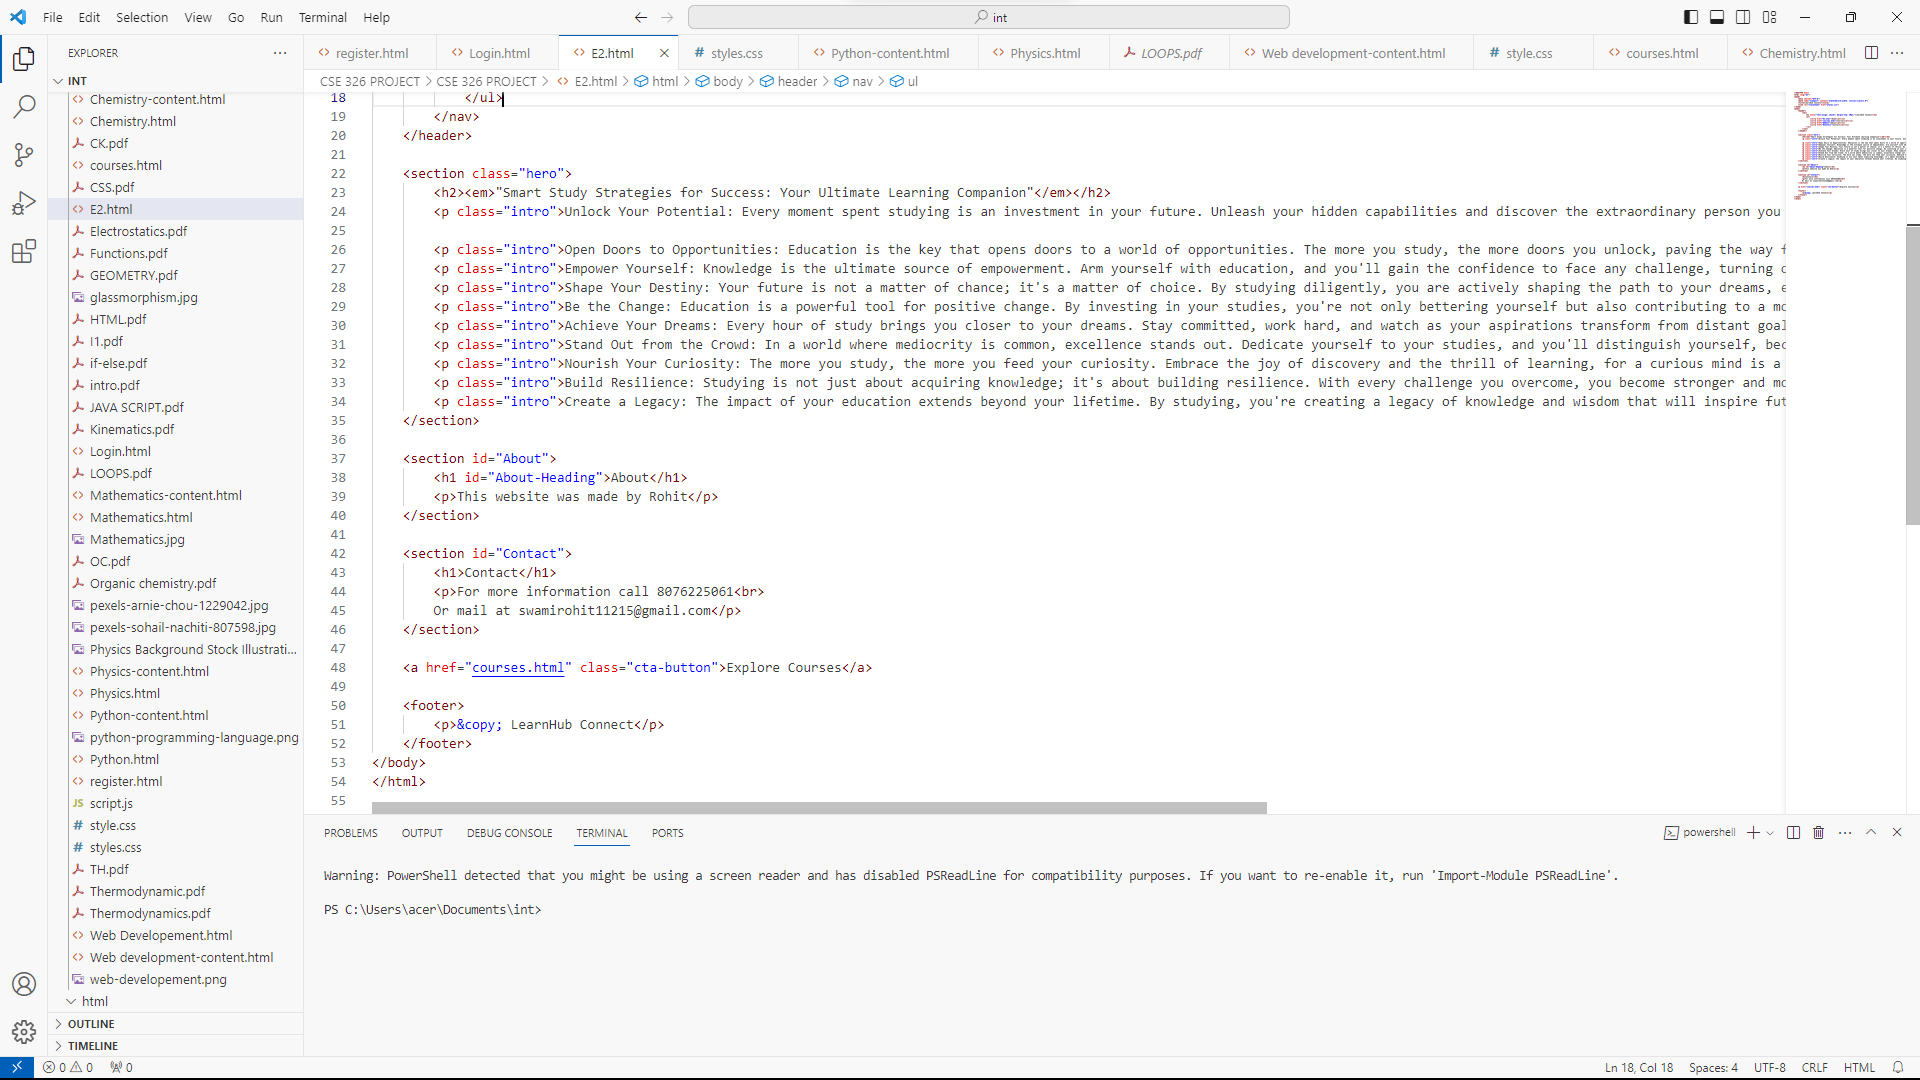 File Edit Selection View Go Run Terminal Help
int
EXPLORER
register.html Login.html E2.html styles.css Python-content.html Physics.html LOOPS.pdf Web development-content.html style.css courses.html Chemistry.html
INT
CSE 326 PROJECT > CSE 326 PROJECT > E2.html > html > body > header > nav > ul
Chemistry-content.html
Chemistry.html
CK.pdf
courses.html
CSS.pdf
E2.html
Electrostatics.pdf
Functions.pdf
GEOMETRY.pdf
glassmorphism.jpg
HTML.pdf
I1.pdf
if-else.pdf
intro.pdf
JAVA SCRIPT.pdf
Kinematics.pdf
Login.html
LOOPS.pdf
Mathematics-content.html
Mathematics.html
Mathematics.jpg
OC.pdf
Organic chemistry.pdf
pexels-arnie-chou-1229042.jpg
pexels-sohail-nachiti-807598.jpg
Physics Background Stock Illustrati...
Physics-content.html
Physics.html
Python-content.html
python-programming-language.png
Python.html
register.html
JS script.js
# style.css
# styles.css
TH.pdf
Thermodynamic.pdf
Thermodynamics.pdf
Web Developement.html
Web development-content.html
web-developement.png
html
OUTLINE
TIMELINE
18 </ul>
19 </nav>
20 </header>
21
22 <section class="hero">
23 <h2><em>"Smart Study Strategies for Success: Your Ultimate Learning Companion"</em></h2>
24 <p class="intro">Unlock Your Potential: Every moment spent studying is an investment in your future. Unleash your hidden capabilities and discover the extraordinary person you
25
26 <p class="intro">Open Doors to Opportunities: Education is the key that opens doors to a world of opportunities. The more you study, the more doors you unlock, paving the way f
27 <p class="intro">Empower Yourself: Knowledge is the ultimate source of empowerment. Arm yourself with education, and you'll gain the confidence to face any challenge, turning
28 <p class="intro">Shape Your Destiny: Your future is not a matter of chance; it's a matter of choice. By studying diligently, you are actively shaping the path to your dreams, e
29 <p class="intro">Be the Change: Education is a powerful tool for positive change. By investing in your studies, you're not only bettering yourself but also contributing to a mo
30 <p class="intro">Achieve Your Dreams: Every hour of study brings you closer to your dreams. Stay committed, work hard, and watch as your aspirations transform from distant goal
31 <p class="intro">Stand Out from the Crowd: In a world where mediocrity is common, excellence stands out. Dedicate yourself to your studies, and you'll distinguish yourself, bec
32 <p class="intro">Nourish Your Curiosity: The more you study, the more you feed your curiosity. Embrace the joy of discovery and the thrill of learning, for a curious mind is a
33 <p class="intro">Build Resilience: Studying is not just about acquiring knowledge; it's about building resilience. With every challenge you overcome, you become stronger and mo
34 <p class="intro">Create a Legacy: The impact of your education extends beyond your lifetime. By studying, you're creating a legacy of knowledge and wisdom that will inspire fut
35 </section>
36
37 <section id="About">
38 <h1 id="About-Heading">About</h1>
39 <p>This website was made by Rohit</p>
40 </section>
41
42 <section id="Contact">
43 <h1>Contact</h1>
44 <p>For more information call 8076225061<br>
45 Or mail at swamirohit11215@gmail.com</p>
46 </section>
47
48 <a href="courses.html" class="cta-button">Explore Courses</a>
49
50 <footer>
51 <p>&copy; LearnHub Connect</p>
52 </footer>
53 </body>
54 </html>
55
PROBLEMS OUTPUT DEBUG CONSOLE TERMINAL PORTS
powershell
Warning: PowerShell detected that you might be using a screen reader and has disabled PSReadLine for compatibility purposes. If you want to re-enable it, run 'Import-Module PSReadLine'.
PS C:\Users\acer\Documents\int>
0 0 0
Ln 18, Col 18 Spaces: 4 UTF-8 CRLF HTML